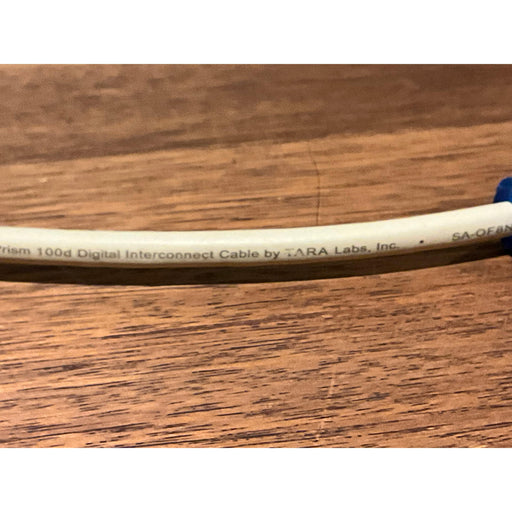 Prism 100d Digital Interconnect Cable by TARA Labs, Inc. SA-OF8N